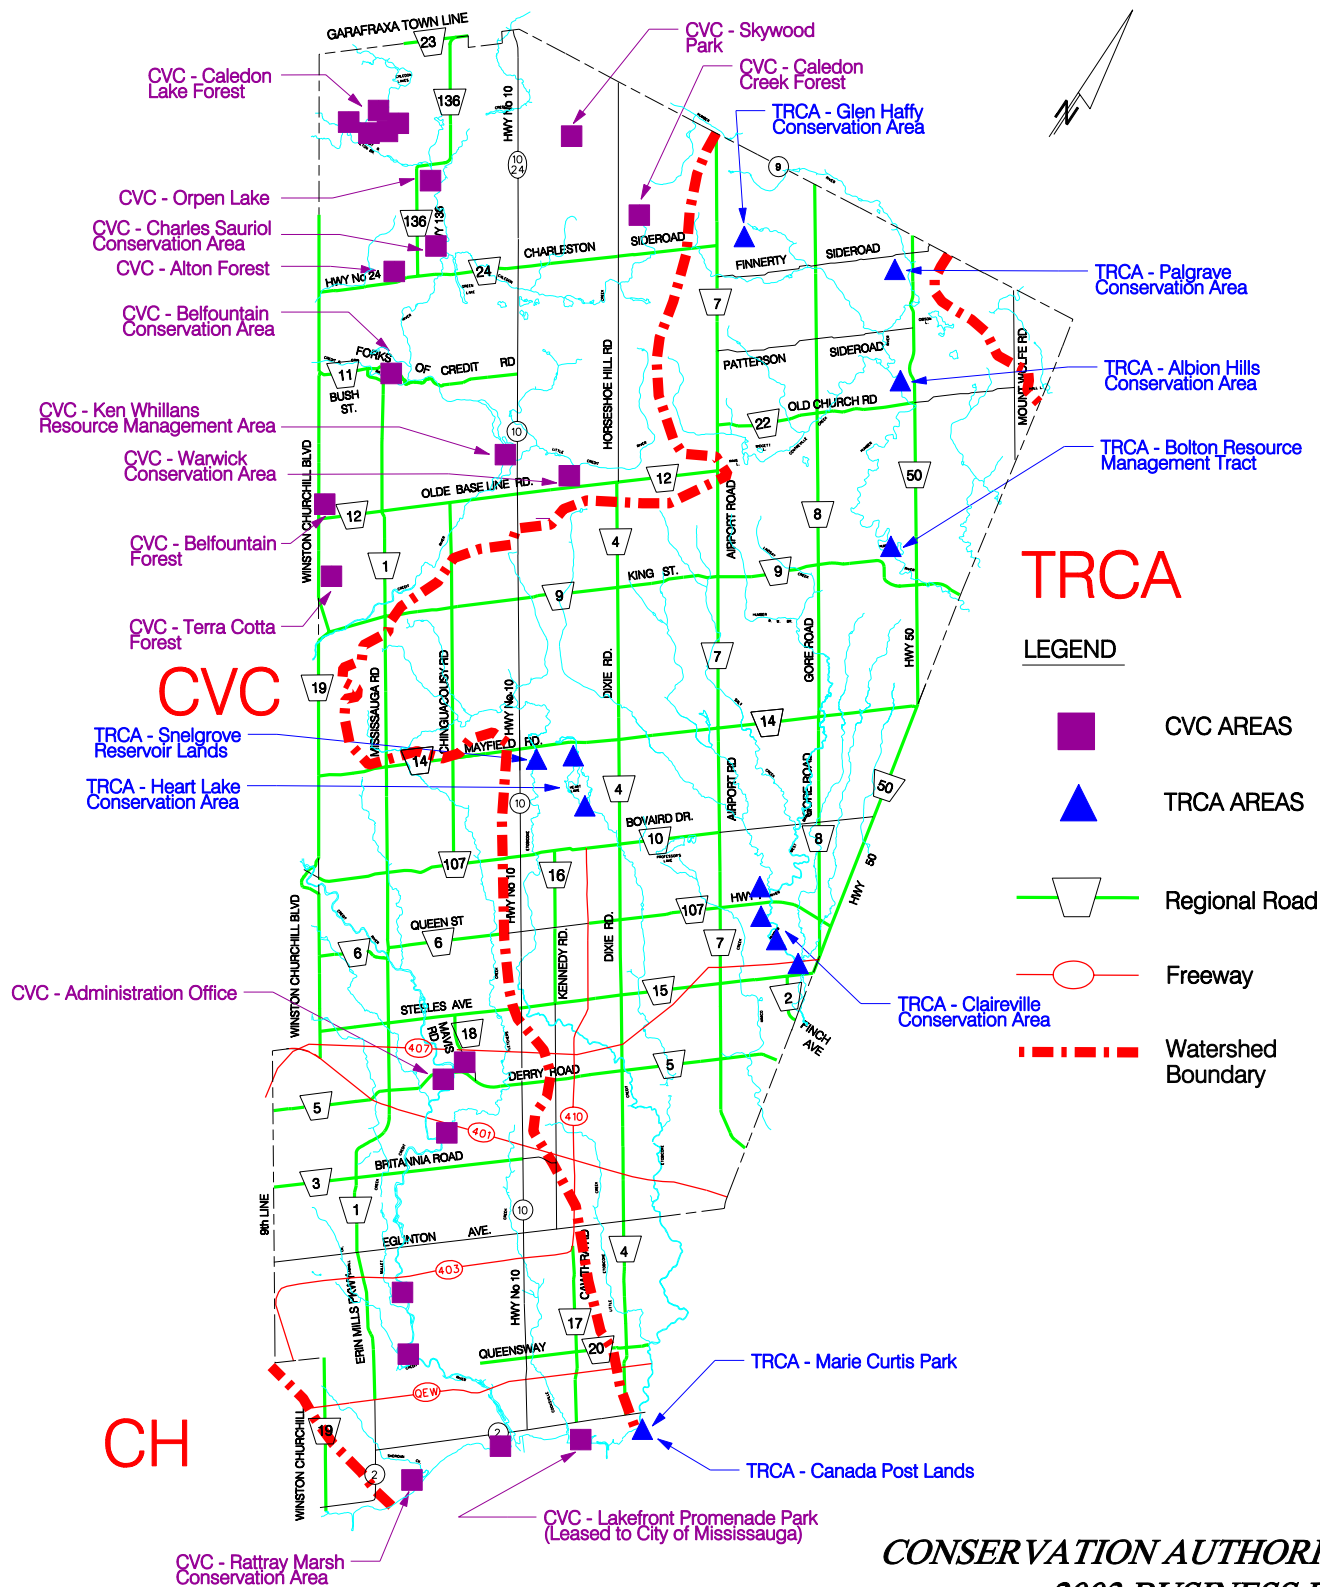 GARAFRAXA TOWN LINE
23
CVC - Skywood
Park
CVC - Caledon
Creek Forest
CVC - Caledon
Lake Forest
136
HWY No 10
TRCA - Glen Haffy
Conservation Area
N
10
24
9
CVC - Orpen Lake
136
CVC - Charles Sauriol
Conservation Area
CHARLESTON SIDEROAD
FINNERTY SIDEROAD
CVC - Alton Forest
HWY No 24
24
TRCA - Palgrave
Conservation Area
7
CVC - Belfountain
Conservation Area
FORKS OF CREDIT RD
11
BUSH
ST.
HORSESHOE HILL RD
PATTERSON SIDEROAD
MOUNT WOLFE RD
TRCA - Albion Hills
Conservation Area
OLD CHURCH RD
22
CVC - Ken Whillans
Resource Management Area
10
CVC - Warwick
Conservation Area
TRCA - Bolton Resource
Management Tract
WINSTON CHURCHILL BLVD
OLDE BASE LINE RD.
12
12
50
8
AIRPORT ROAD
CVC - Belfountain
Forest
1
4
KING ST.
9
9
TRCA
CVC - Terra Cotta
Forest
LEGEND
CVC
19
MISSISSAUGA RD
CHINGUACOUSY RD
HWY No 10
DIXIE RD.
7
GORE ROAD
HWY 50
CVC AREAS
14
TRCA - Snelgrove
Reservoir Lands
MAYFIELD RD.
14
TRCA - Heart Lake
Conservation Area
10
4
AIRPORT RD
GORE ROAD
50
TRCA AREAS
BOVAIRD DR.
10
8
107
16
HWY 50
HWY No 10
Regional Road
WINSTON CHURCHILL BLVD
QUEEN ST
6
6
107
KENNEDY RD.
DIXIE RD.
7
Freeway
CVC - Administration Office
STEELES AVE
15
2
FINCH
AVE
TRCA - Claireville
Conservation Area
MAVIS
RD
18
407
DERRY ROAD
5
Watershed
Boundary
5
410
401
BRITANNIA ROAD
3
9th LINE
1
10
EGLINTON AVE.
4
403
HWY No 10
ERIN MILLS PKWY
17
QUEENSWAY
20
TRCA - Marie Curtis Park
QEW
CH
WINSTON CHURCHILL
19
2
2
TRCA - Canada Post Lands
CVC - Lakefront Promenade Park
(Leased to City of Mississauga)
CVC - Rattray Marsh
Conservation Area
CONSERVATION AUTHORI